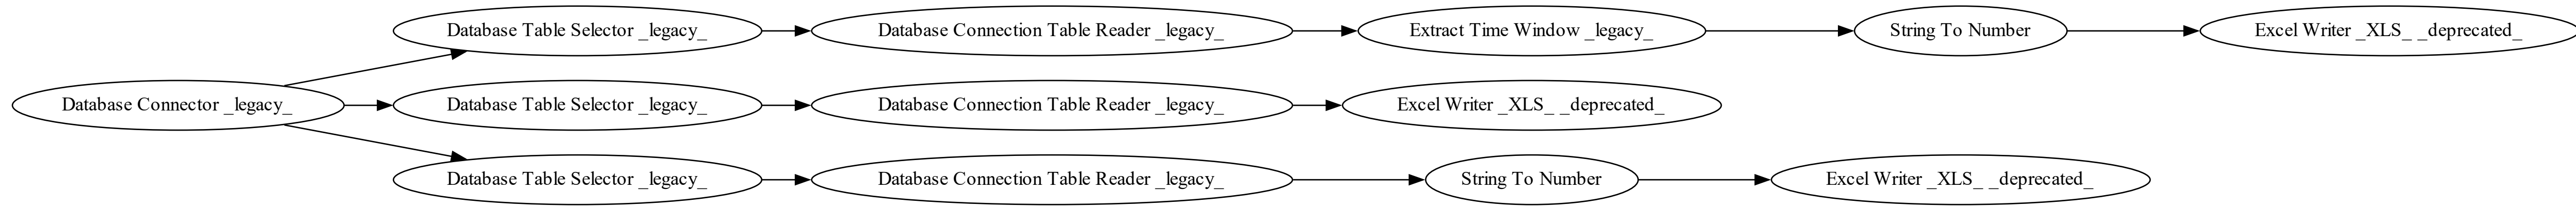 Database Table Selector _legacy_
Database Connection Table Reader _legacy_
Extract Time Window _legacy_
String To Number
Excel Writer _XLS_ _deprecated_
Database Connector _legacy_
Database Table Selector _legacy_
Database Connection Table Reader _legacy_
Excel Writer _XLS_ _deprecated_
Database Table Selector _legacy_
Database Connection Table Reader _legacy_
String To Number
Excel Writer _XLS_ _deprecated_